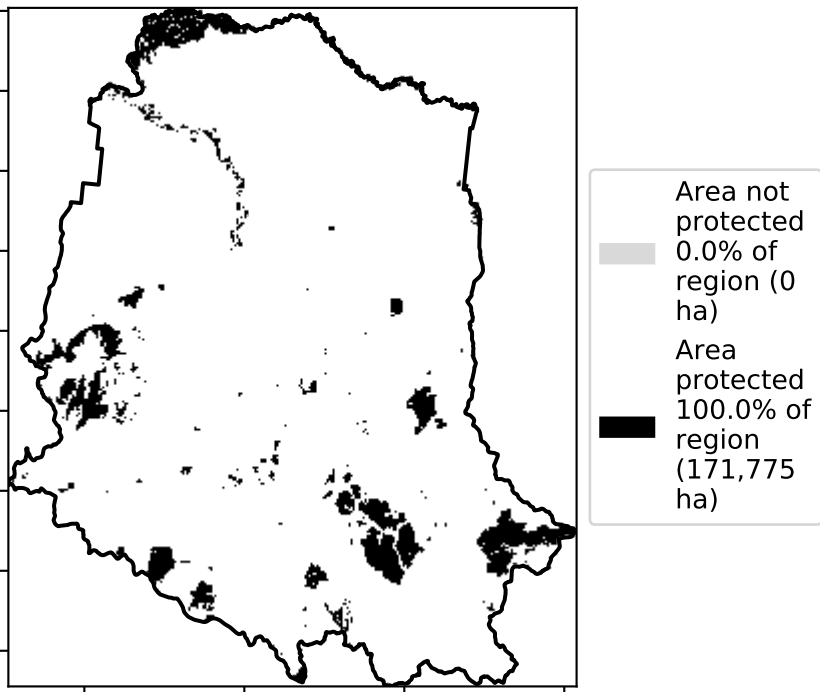 Area not
protected
0.0% of
region (0
ha)
Area
protected
100.0% of
region
(171,775
ha)